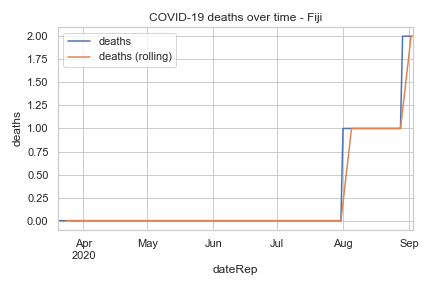 COVID-19 deaths over time - Fiji
deaths
deaths (rolling)
2.00
1.75
1.50
1.25
1.00
0.75
0.50
0.25
0.00
deaths
Apr
2020
May
Jun
Jul
Aug
Sep
dateRep